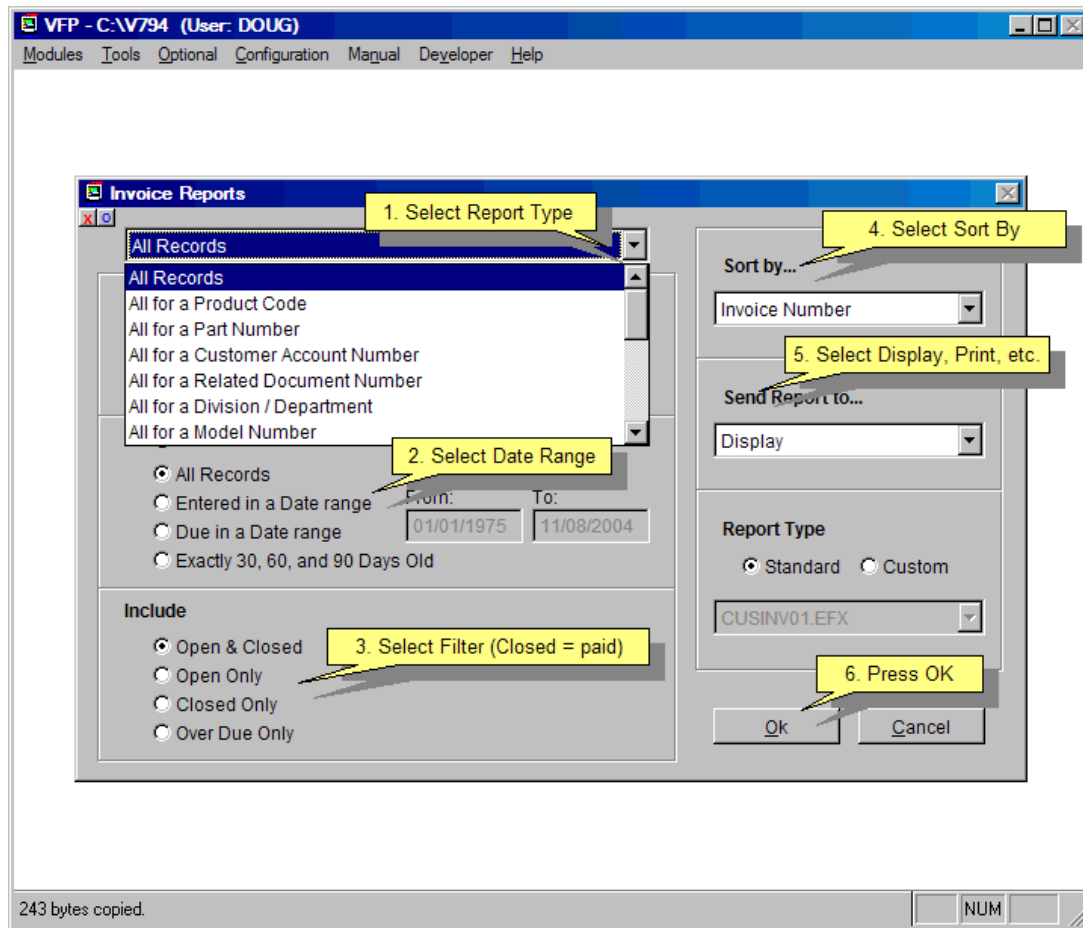 VFP - C:\V794 (User: DOUG)
Modules Tools Optional Configuration Manual Developer Help
Invoice Reports
X O
1. Select Report Type
All Records
All Records
All for a Product Code
All for a Part Number
All for a Customer Account Number
All for a Related Document Number
All for a Division / Department
All for a Model Number
2. Select Date Range
All Records
Entered in a Date range
From: To:
Due in a Date range
01/01/1975 11/08/2004
Exactly 30, 60, and 90 Days Old
Include
Open & Closed
3. Select Filter (Closed = paid)
Open Only
Closed Only
Over Due Only
4. Select Sort By
Sort by...
Invoice Number
5. Select Display, Print, etc.
Send Report to...
Display
Report Type
Standard Custom
CUSINV01.EFX
6. Press OK
Ok Cancel
243 bytes copied.
NUM